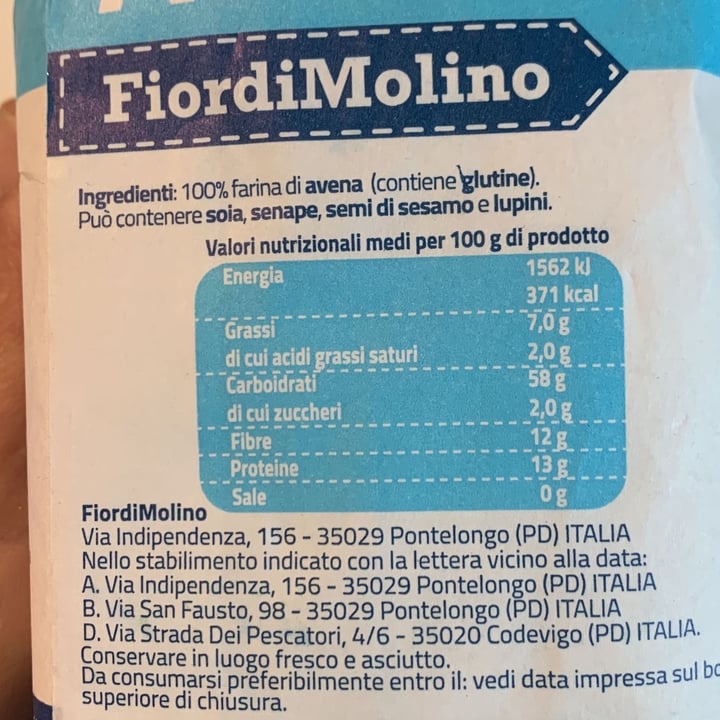 FiordiMolino
Ingredienti: 100% farina di avena (contiene glutine).
Può contenere soia, senape, semi di sesamo e lupini.
Valori nutrizionali medi per 100 g di prodotto
Energia 1562 kJ
371 kcal
Grassi 7,0 g
di cui acidi grassi saturi 2,0 g
Carboidrati 58 g
di cui zuccheri 2,0 g
Fibre 12 g
Proteine 13 g
Sale 0 g
FiordiMolino
Via Indipendenza, 156 - 35029 Pontelongo (PD) ITALIA
Nello stabilimento indicato con la lettera vicino alla data:
A. Via Indipendenza, 156 - 35029 Pontelongo (PD) ITALIA
B. Via San Fausto, 98 - 35029 Pontelongo (PD) ITALIA
D. Via Strada Dei Pescatori, 4/6 - 35020 Codevigo (PD) ITALIA.
Conservare in luogo fresco e asciutto.
Da consumarsi preferibilmente entro il: vedi data impressa sul
superiore di chiusura.